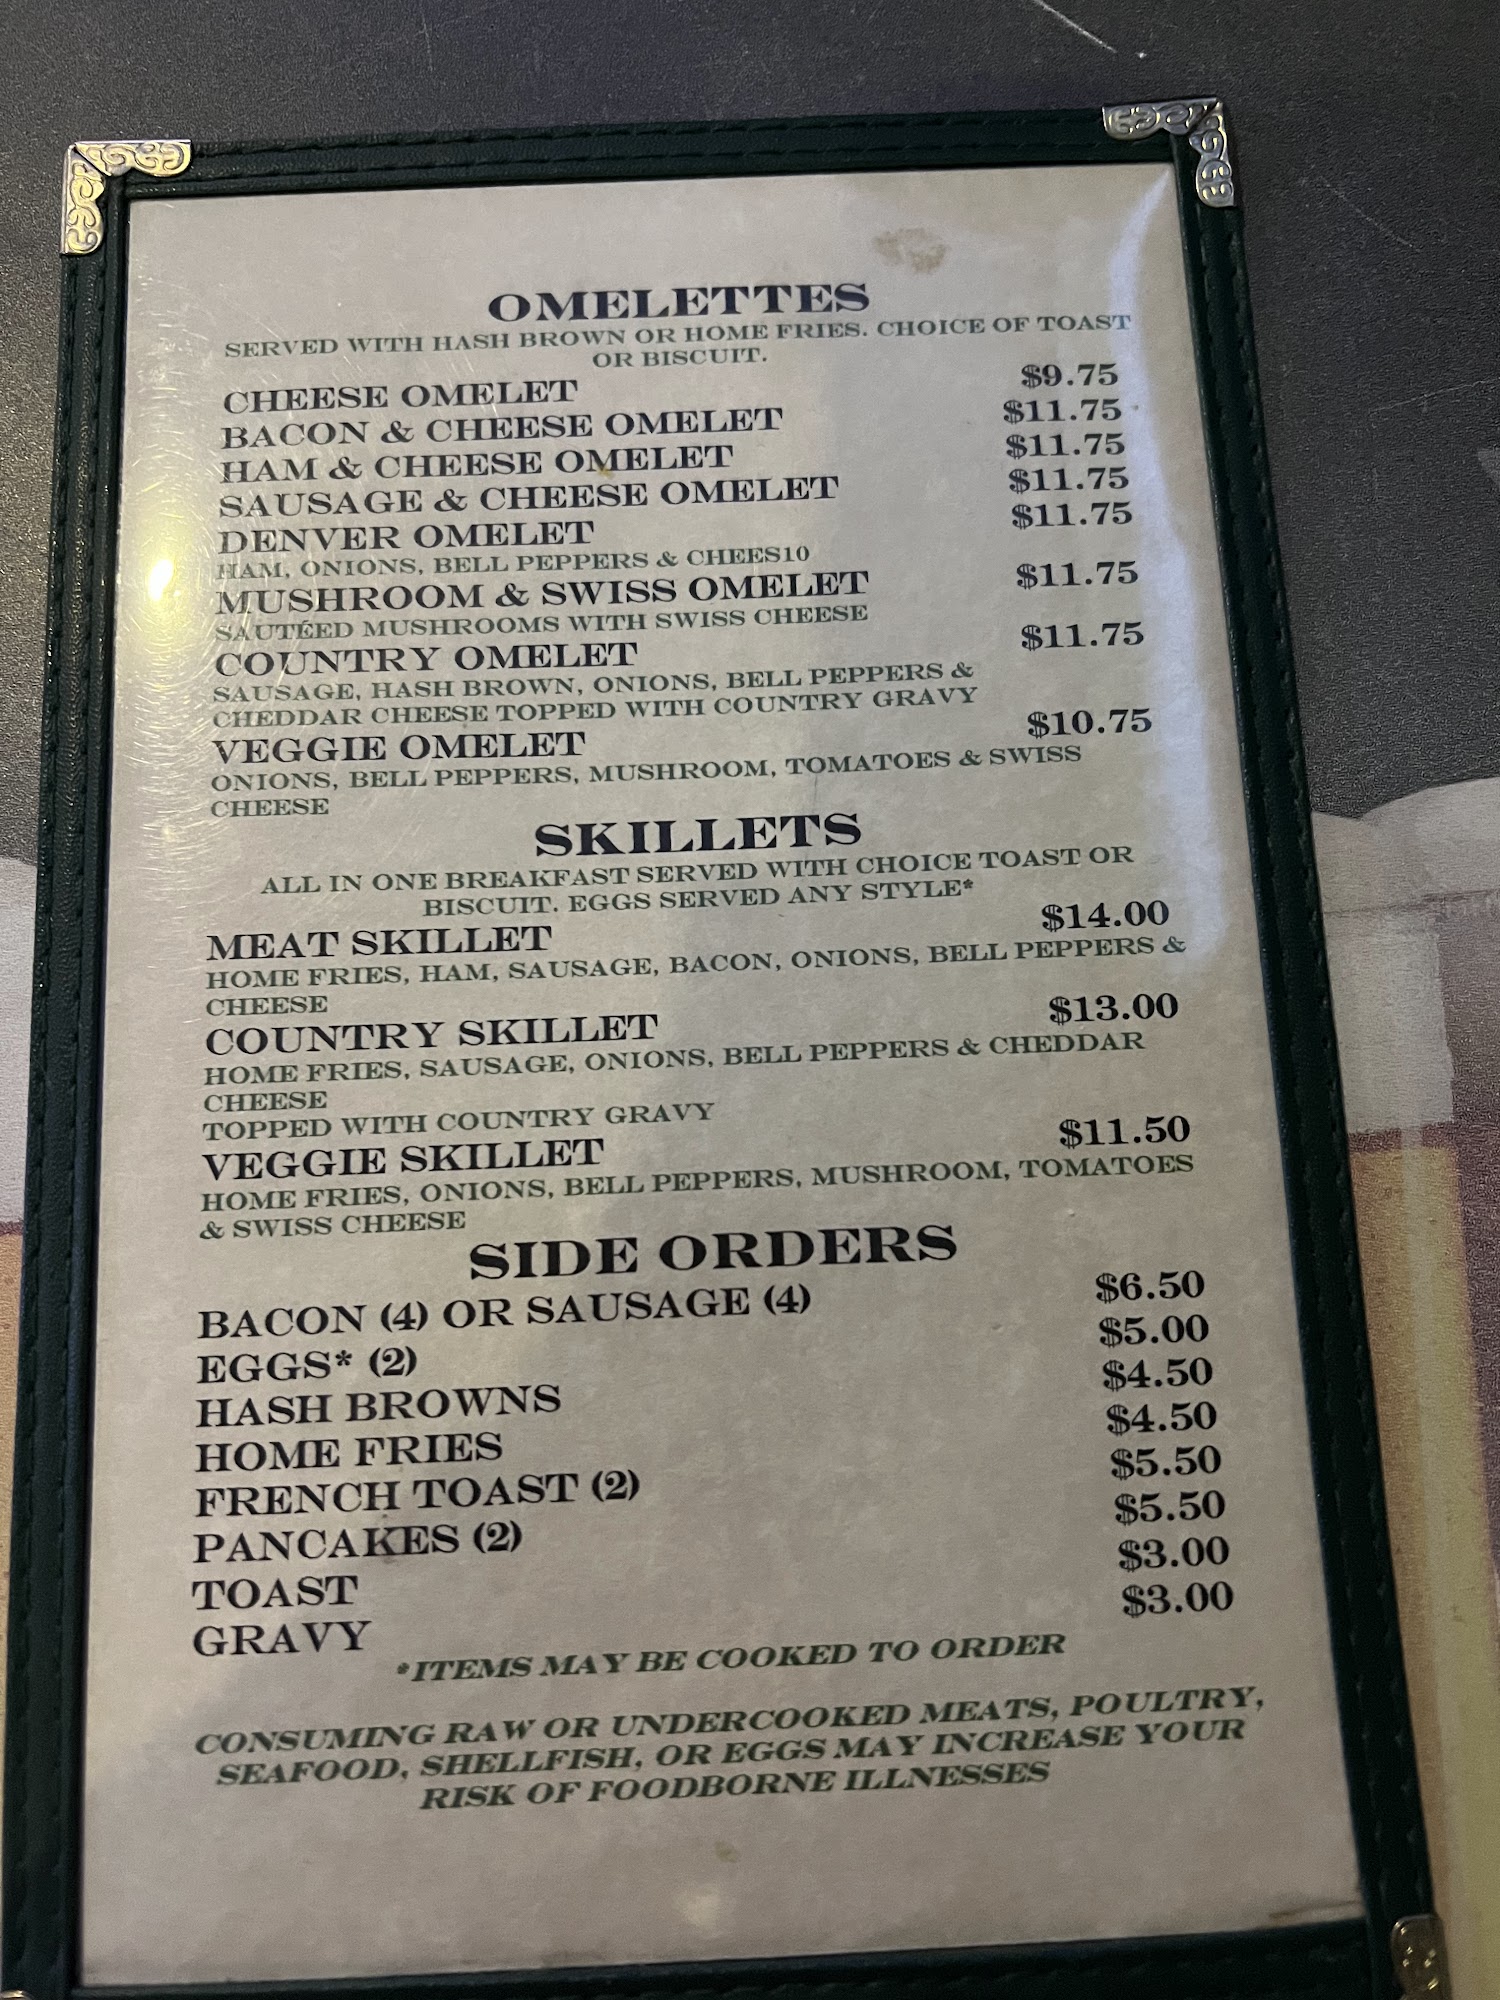 OMELETTES
SERVED WITH HASH BROWN OR HOME FRIES. CHOICE OF TOAST
OR BISCUIT.
CHEESE OMELET $9.75
BACON & CHEESE OMELET $11.75
HAM & CHEESE OMELET $11.75
SAUSAGE & CHEESE OMELET $11.75
DENVER OMELET $11.75
HAM, ONIONS, BELL PEPPERS & CHEES10
MUSHROOM & SWISS OMELET $11.75
SAUTÉED MUSHROOMS WITH SWISS CHEESE
COUNTRY OMELET $11.75
SAUSAGE, HASH BROWN, ONIONS, BELL PEPPERS &
CHEDDAR CHEESE TOPPED WITH COUNTRY GRAVY
VEGGIE OMELET $10.75
ONIONS, BELL PEPPERS, MUSHROOM, TOMATOES & SWISS
CHEESE
SKILLETS
ALL IN ONE BREAKFAST SERVED WITH CHOICE TOAST OR
BISCUIT. EGGS SERVED ANY STYLE*
MEAT SKILLET $14.00
HOME FRIES, HAM, SAUSAGE, BACON, ONIONS, BELL PEPPERS &
CHEESE
COUNTRY SKILLET $13.00
HOME FRIES, SAUSAGE, ONIONS, BELL PEPPERS & CHEDDAR
CHEESE
TOPPED WITH COUNTRY GRAVY
VEGGIE SKILLET $11.50
HOME FRIES, ONIONS, BELL PEPPERS, MUSHROOM, TOMATOES
& SWISS CHEESE
SIDE ORDERS
BACON (4) OR SAUSAGE (4) $6.50
EGGS* (2) $5.00
HASH BROWNS $4.50
HOME FRIES $4.50
FRENCH TOAST (2) $5.50
PANCAKES (2) $5.50
TOAST $3.00
GRAVY $3.00
*ITEMS MAY BE COOKED TO ORDER
CONSUMING RAW OR UNDERCOOKED MEATS, POULTRY,
SEAFOOD, SHELLFISH, OR EGGS MAY INCREASE YOUR
RISK OF FOODBORNE ILLNESSES